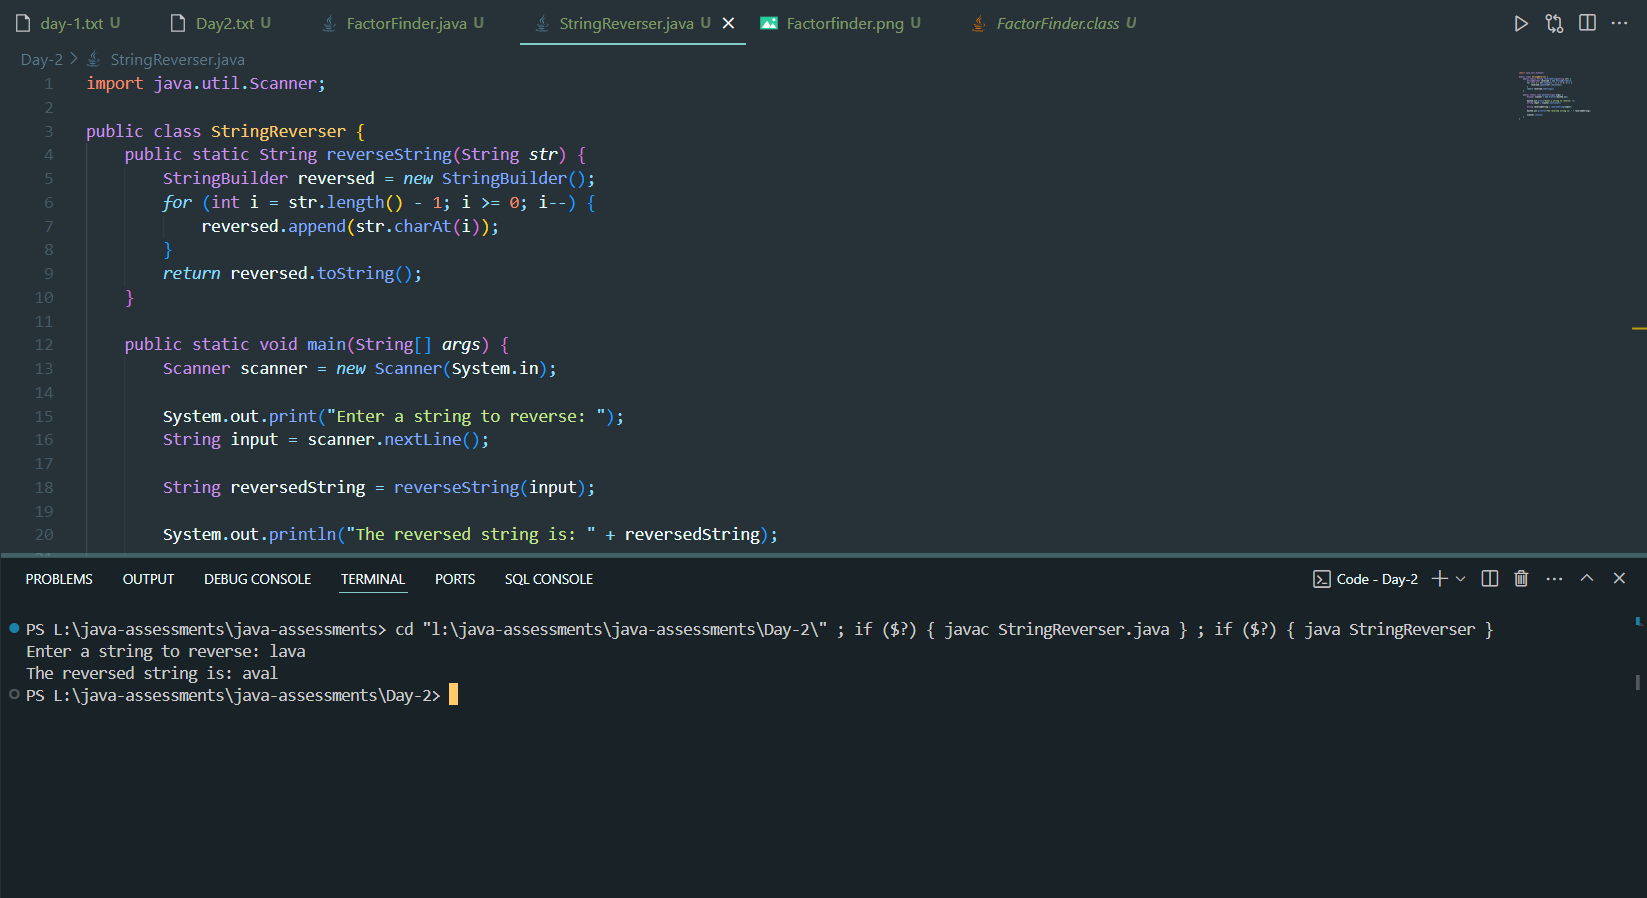 day-1.txt U Day2.txt U FactorFinder.java U StringReverser.java U Factorfinder.png U FactorFinder.class U
Day-2 > StringReverser.java
1 import java.util.Scanner;
2
3 public class StringReverser {
4 public static String reverseString(String str) {
5 StringBuilder reversed = new StringBuilder();
6 for (int i = str.length() - 1; i >= 0; i--) {
7 reversed.append(str.charAt(i));
8 }
9 return reversed.toString();
10 }
11
12 public static void main(String[] args) {
13 Scanner scanner = new Scanner(System.in);
14
15 System.out.print("Enter a string to reverse: ");
16 String input = scanner.nextLine();
17
18 String reversedString = reverseString(input);
19
20 System.out.println("The reversed string is: " + reversedString);
PROBLEMS OUTPUT DEBUG CONSOLE TERMINAL PORTS SQL CONSOLE Code - Day-2
PS L:\java-assessments\java-assessments> cd "l:\java-assessments\java-assessments\Day-2\" ; if ($?) { javac StringReverser.java } ; if ($?) { java StringReverser }
Enter a string to reverse: lava
The reversed string is: aval
PS L:\java-assessments\java-assessments\Day-2>